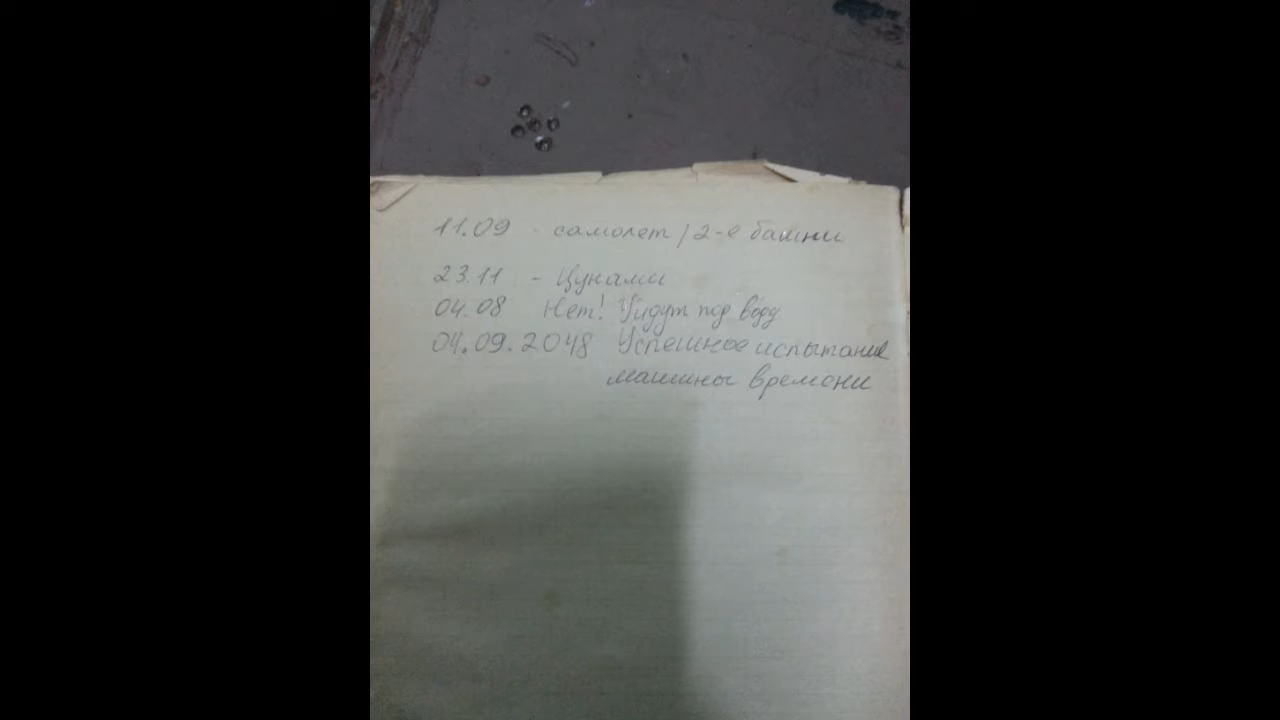 11.09 - самолет / 2-е башни
23.11 - Цунами
04.08 Нет! Уйдут под воду
04.09.2048 Успешное испытание
машины времени